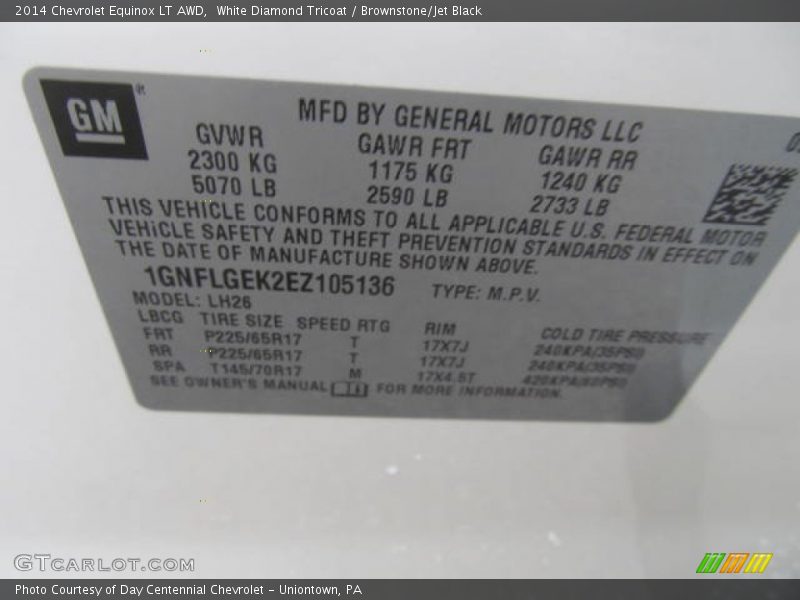 2014 Chevrolet Equinox LT AWD,  White Diamond Tricoat / Brownstone/Jet Black
GM®
MFD BY GENERAL MOTORS LLC
GVWR GAWR FRT GAWR RR
2300 KG 1175 KG 1240 KG
5070 LB 2590 LB 2733 LB
THIS VEHICLE CONFORMS TO ALL APPLICABLE U.S. FEDERAL MOTOR
VEHICLE SAFETY AND THEFT PREVENTION STANDARDS IN EFFECT ON
THE DATE OF MANUFACTURE SHOWN ABOVE.
1GNFLGEK2EZ105136 TYPE: M.P.V.
MODEL: LH26
LBCG TIRE SIZE SPEED RTG RIM COLD TIRE PRESSURE
FRT P225/65R17 T 17X7J 240KPA/35PSI
RR P225/65R17 T 17X7J 240KPA/35PSI
SPA T145/70R17 M 17X4.5T 420KPA/60PSI
SEE OWNER'S MANUAL FOR MORE INFORMATION.
GTCARLOT.COM
Photo Courtesy of Day Centennial Chevrolet - Uniontown, PA